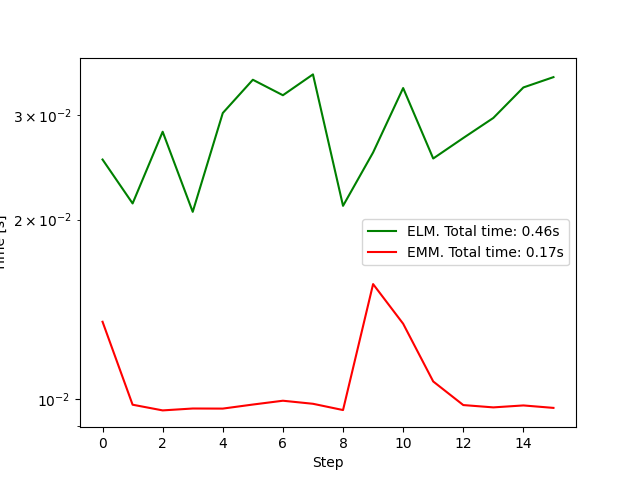 3 × 10⁻²
2 × 10⁻²
10⁻²
Time [s]
ELM. Total time: 0.46s
EMM. Total time: 0.17s
0 2 4 6 8 10 12 14
Step